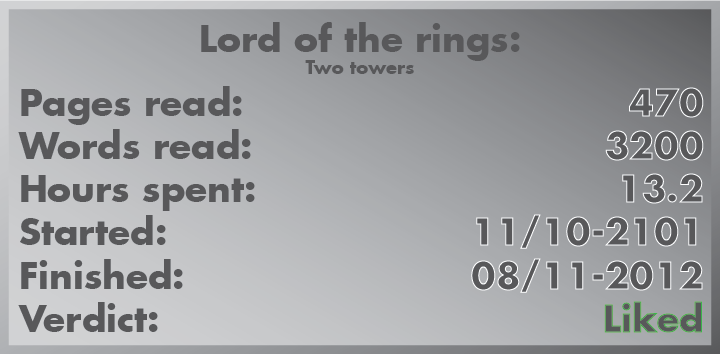 Lord of the rings:
Two towers
Pages read: 470
Words read: 3200
Hours spent: 13.2
Started: 11/10-2101
Finished: 08/11-2012
Verdict: Liked